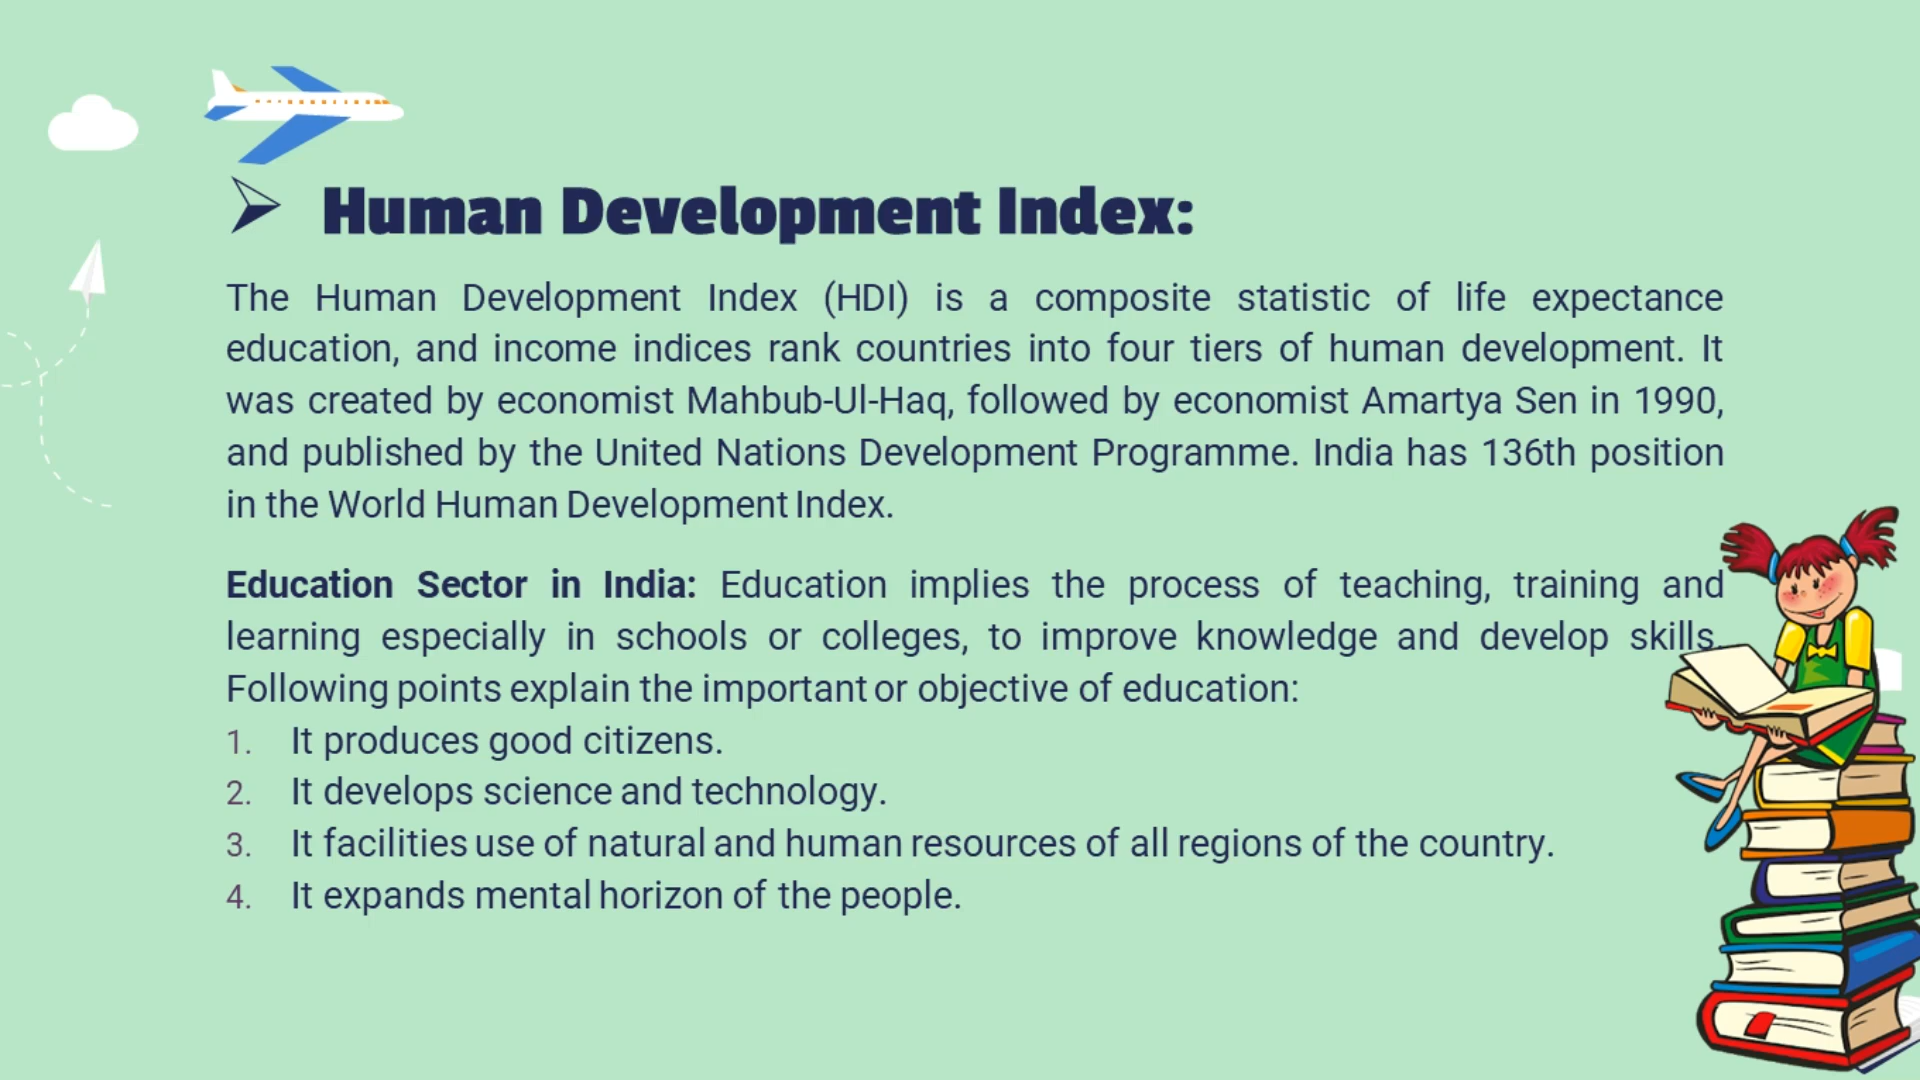 Human Development Index:
The Human Development Index (HDI) is a composite statistic of life expectance
education, and income indices rank countries into four tiers of human development. It
was created by economist Mahbub-Ul-Haq, followed by economist Amartya Sen in 1990,
and published by the United Nations Development Programme. India has 136th position
in the World Human Development Index.
Education Sector in India: Education implies the process of teaching, training and
learning especially in schools or colleges, to improve knowledge and develop skills.
Following points explain the important or objective of education:
1. It produces good citizens.
2. It develops science and technology.
3. It facilities use of natural and human resources of all regions of the country.
4. It expands mental horizon of the people.